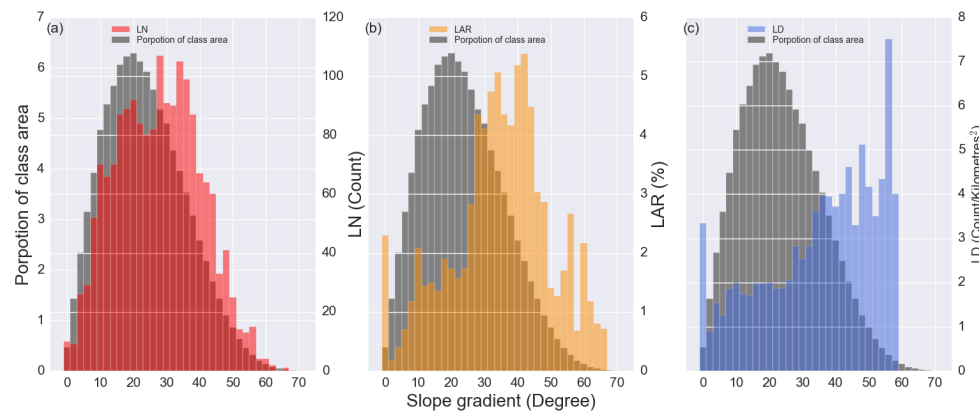 (a)
LN
Porpotion of class area
(b)
LAR
Porpotion of class area
(c)
LD
Porpotion of class area
7
6
5
4
3
2
1
0
Porpotion of class area
120
100
80
60
40
20
0
LN (Count)
6
5
4
3
2
1
0
LAR (%)
8
7
6
5
4
3
2
1
0
LD (Count/Kilometres²)
0 10 20 30 40 50 60 70
0 10 20 30 40 50 60 70
0 10 20 30 40 50 60 70
Slope gradient (Degree)